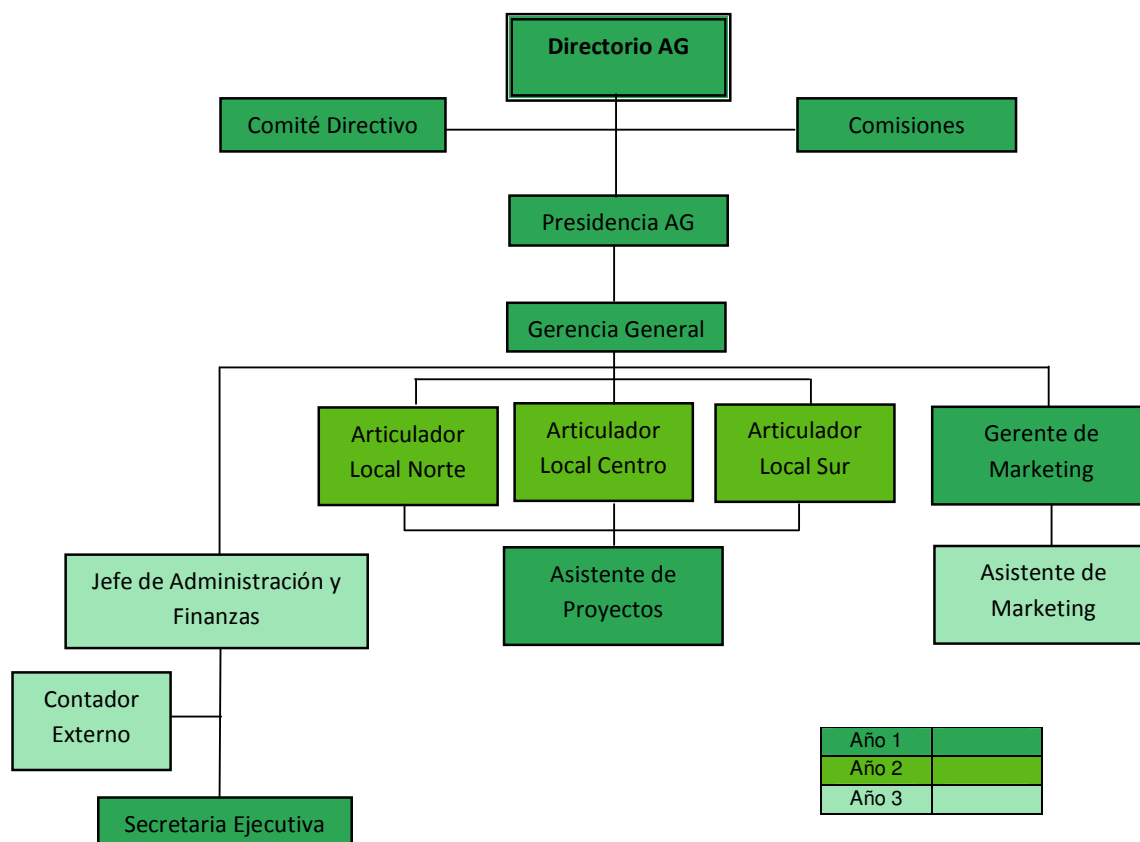 Directorio AG
Comité Directivo
Comisiones
Presidencia AG
Gerencia General
Articulador
Local Norte
Articulador
Local Centro
Articulador
Local Sur
Gerente de
Marketing
Jefe de Administración y
Finanzas
Asistente de
Proyectos
Asistente de
Marketing
Contador
Externo
Secretaria Ejecutiva
Año 1
Año 2
Año 3